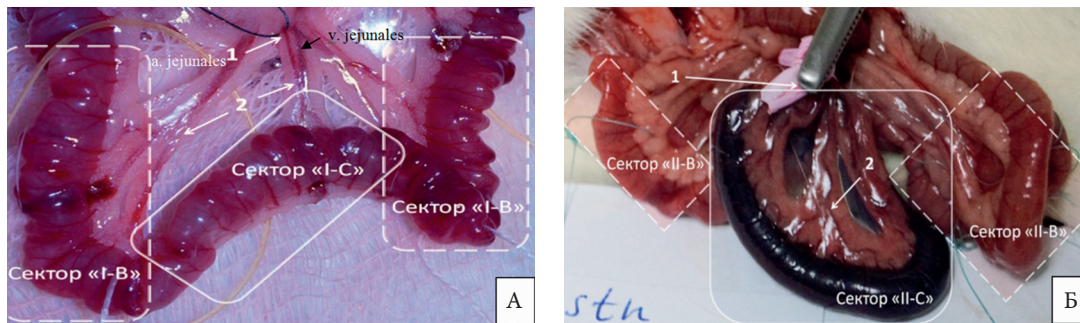 v. jejunales
1
a. jejunales
2
Сектор «I-C»
Сектор «I-B»
Сектор «I-B»
А
1
Сектор «II-B»
2
Сектор «II-B»
Сектор «II-C»
stn
Б